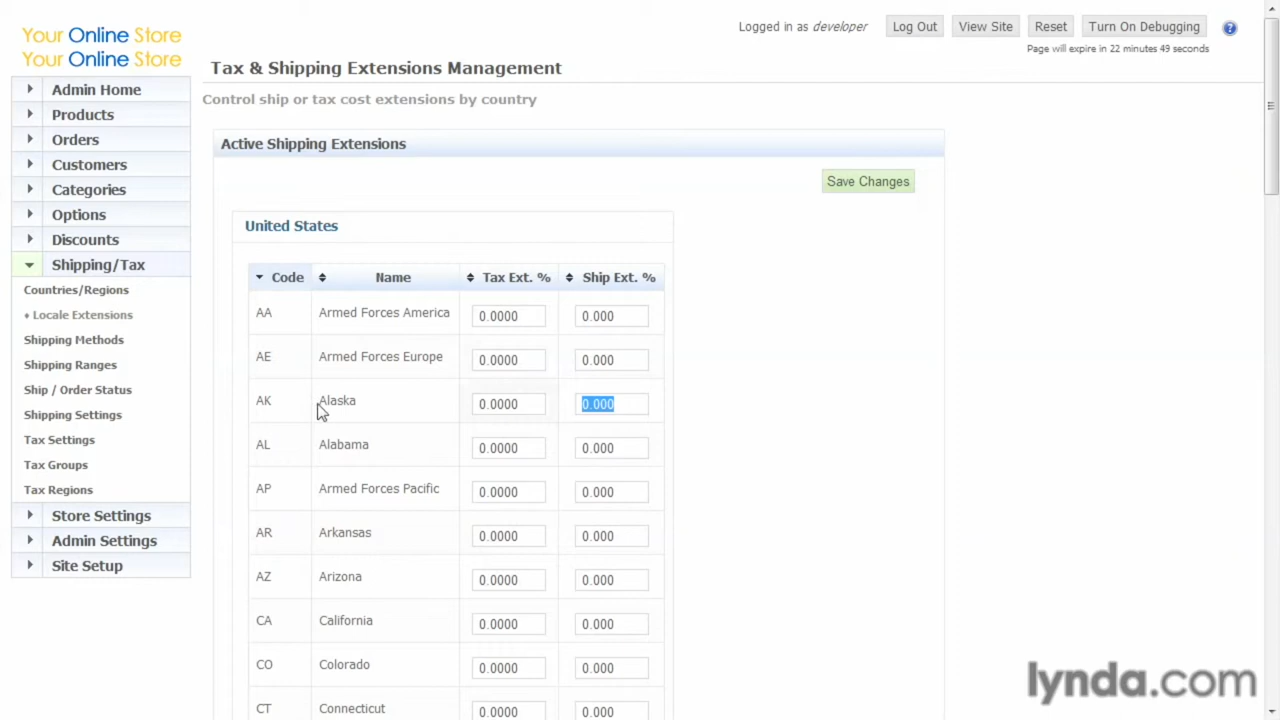 Your Online Store
Your Online Store
Logged in as developer
Log Out
View Site
Reset
Turn On Debugging
Page will expire in 22 minutes 49 seconds
Tax & Shipping Extensions Management
Control ship or tax cost extensions by country
Admin Home
Products
Orders
Customers
Categories
Options
Discounts
Shipping/Tax
Countries/Regions
♦ Locale Extensions
Shipping Methods
Shipping Ranges
Ship / Order Status
Shipping Settings
Tax Settings
Tax Groups
Tax Regions
Store Settings
Admin Settings
Site Setup
Active Shipping Extensions
Save Changes
United States
Code Name Tax Ext. % Ship Ext. %
AA Armed Forces America 0.0000 0.000
AE Armed Forces Europe 0.0000 0.000
AK Alaska 0.0000 0.000
AL Alabama 0.0000 0.000
AP Armed Forces Pacific 0.0000 0.000
AR Arkansas 0.0000 0.000
AZ Arizona 0.0000 0.000
CA California 0.0000 0.000
CO Colorado 0.0000 0.000
CT Connecticut 0.0000 0.000
lynda.com